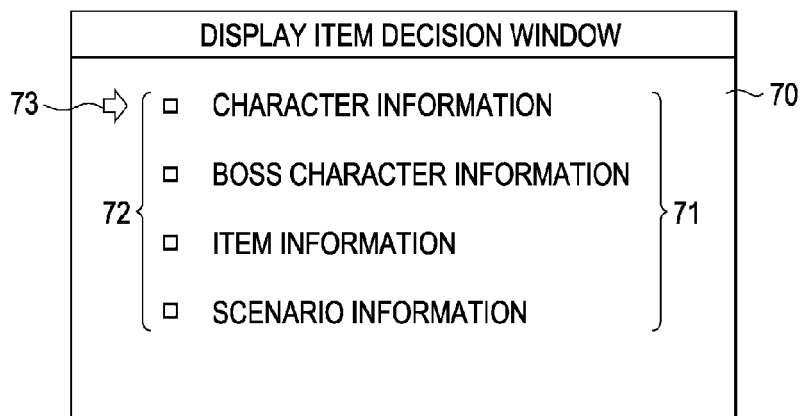 DISPLAY ITEM DECISION WINDOW
73 CHARACTER INFORMATION 70
BOSS CHARACTER INFORMATION
72 71
ITEM INFORMATION
SCENARIO INFORMATION